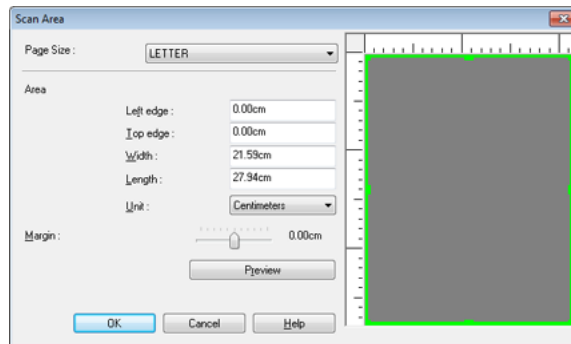 Scan Area
Page Size : LETTER
Area
Left edge : 0.00cm
Top edge : 0.00cm
Width : 21.59cm
Length : 27.94cm
Unit : Centimeters
Margin : 0.00cm
Preview
OK Cancel Help